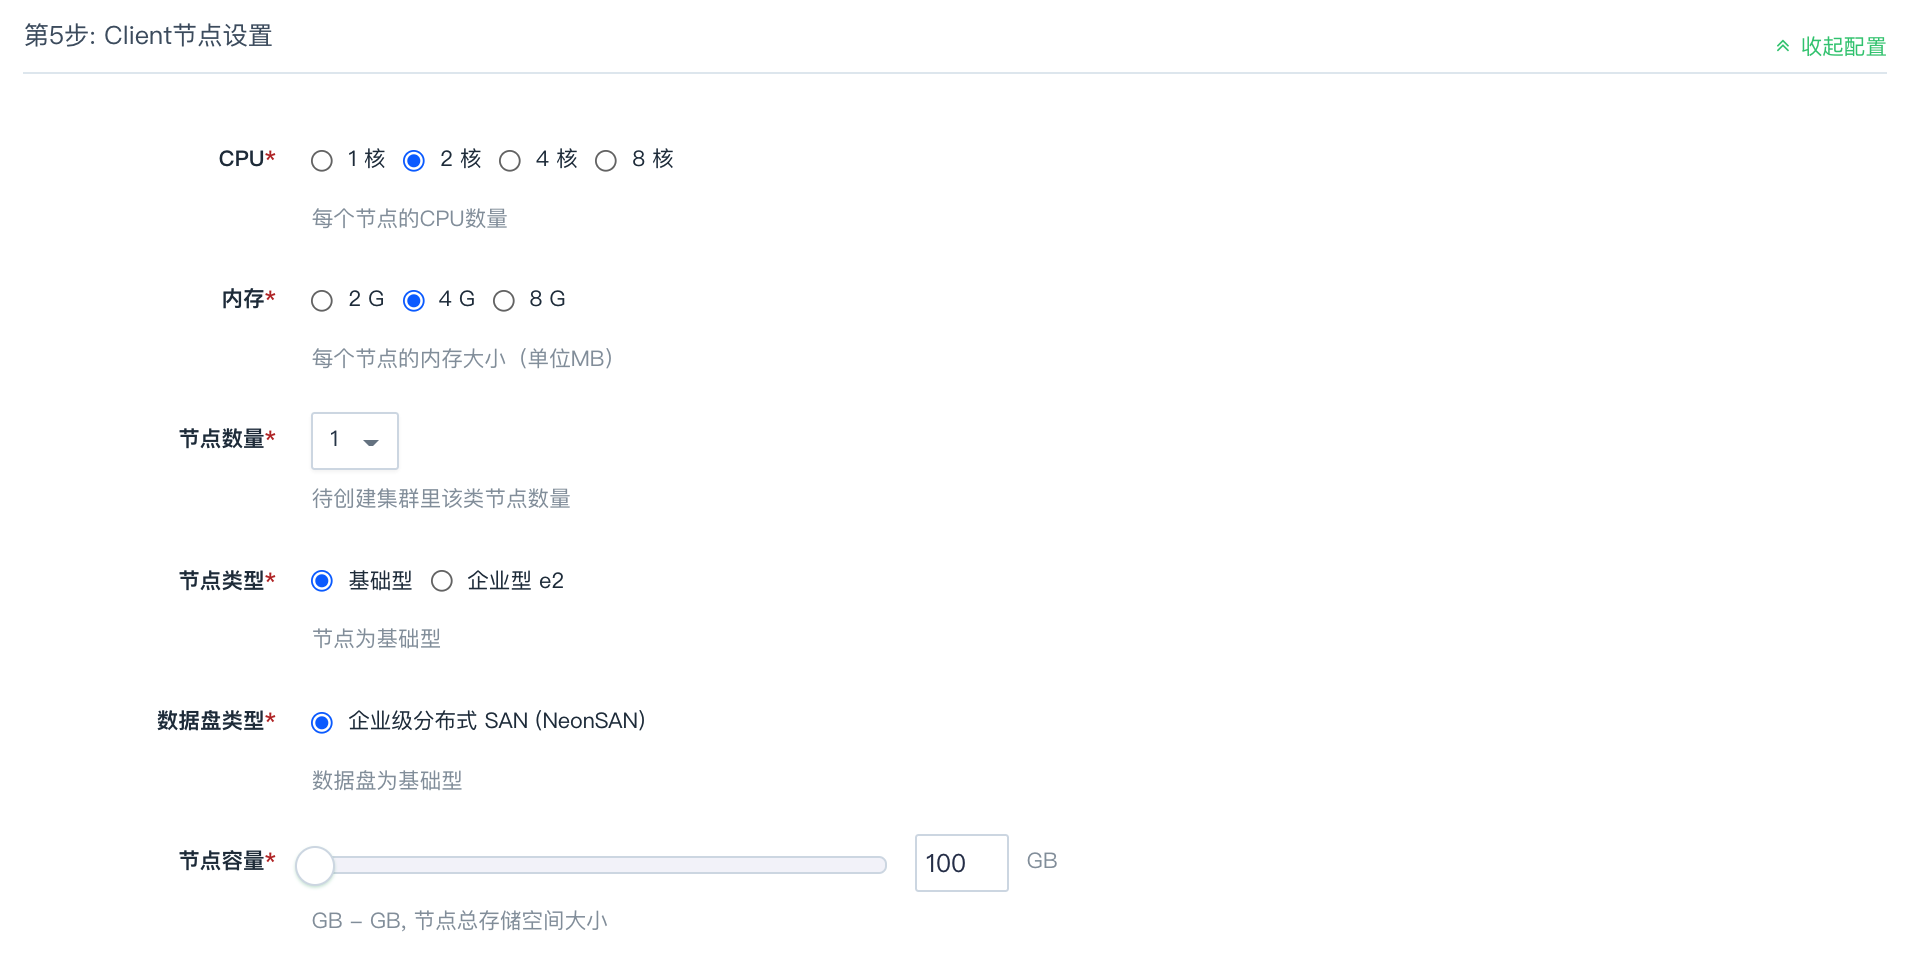 第5步: Client节点设置
收起配置
CPU* 1 核 2 核 4 核 8 核
每个节点的CPU数量
内存* 2 G 4 G 8 G
每个节点的内存大小（单位MB）
节点数量* 1
待创建集群里该类节点数量
节点类型* 基础型 企业型 e2
节点为基础型
数据盘类型* 企业级分布式 SAN (NeonSAN)
数据盘为基础型
节点容量* 100 GB
GB – GB, 节点总存储空间大小